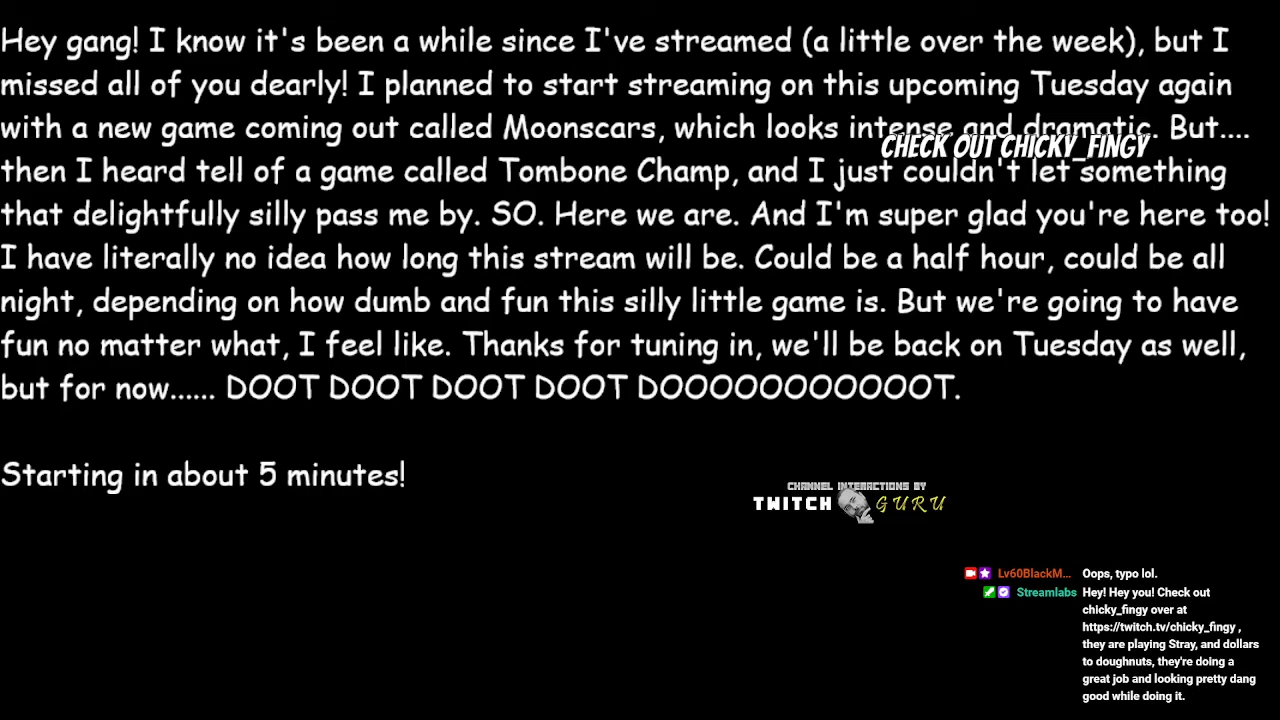 Hey gang! I know it's been a while since I've streamed (a little over the week), but I
missed all of you dearly! I planned to start streaming on this upcoming Tuesday again
with a new game coming out called Moonscars, which looks intense and dramatic. But....
CHECK OUT CHICKY_FINGY
then I heard tell of a game called Tombone Champ, and I just couldn't let something
that delightfully silly pass me by. SO. Here we are. And I'm super glad you're here too!
I have literally no idea how long this stream will be. Could be a half hour, could be all
night, depending on how dumb and fun this silly little game is. But we're going to have
fun no matter what, I feel like. Thanks for tuning in, we'll be back on Tuesday as well,
but for now...... DOOT DOOT DOOT DOOT DOOOOOOOOOOOT.
Starting in about 5 minutes!
CHANNEL INTERACTIONS BY
TWITCH GURU
Lv60BlackM... Oops, typo lol.
Streamlabs Hey! Hey you! Check out
chicky_fingy over at
https://twitch.tv/chicky_fingy ,
they are playing Stray, and dollars
to doughnuts, they're doing a
great job and looking pretty dang
good while doing it.